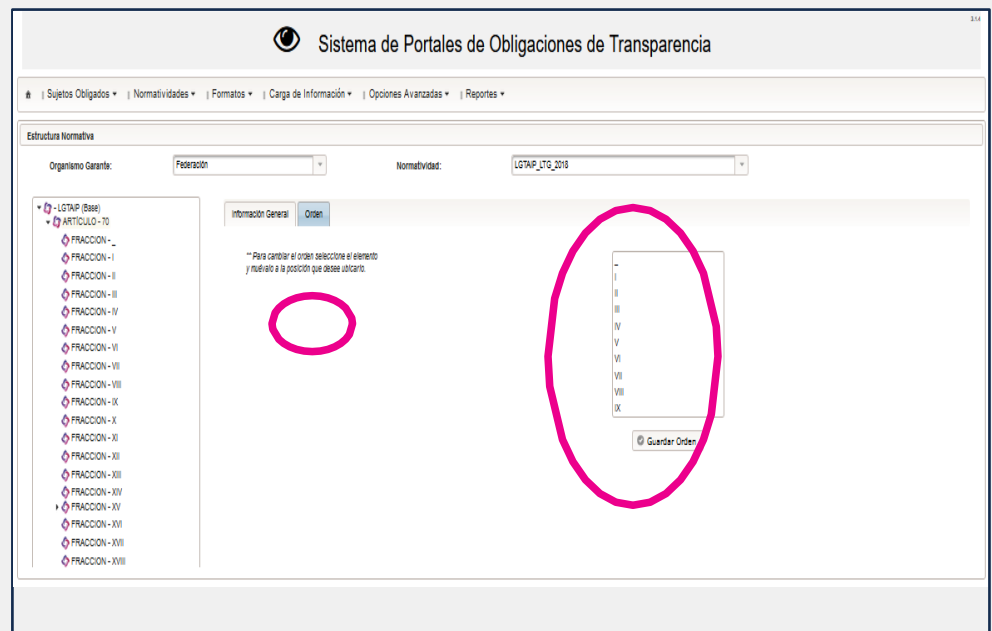 3.1.4
Sistema de Portales de Obligaciones de Transparencia
| Sujetos Obligados | Normatividades | Formatos | Carga de Información | Opciones Avanzadas | Reportes
Estructura Normativa
Organismo Garante: Federación Normatividad: LGTAIP_LTG_2018
- LGTAIP (Base)
ARTÍCULO - 70
FRACCION - _
FRACCION - I
FRACCION - II
FRACCION - III
FRACCION - IV
FRACCION - V
FRACCION - VI
FRACCION - VII
FRACCION - VIII
FRACCION - IX
FRACCION - X
FRACCION - XI
FRACCION - XII
FRACCION - XIII
FRACCION - XIV
FRACCION - XV
FRACCION - XVI
FRACCION - XVII
FRACCION - XVIII
Información General Orden
** Para cambiar el orden seleccione el elemento
y muévalo a la posición que desee ubicarlo.
_
I
II
III
IV
V
VI
VII
VIII
IX
Guardar Orden